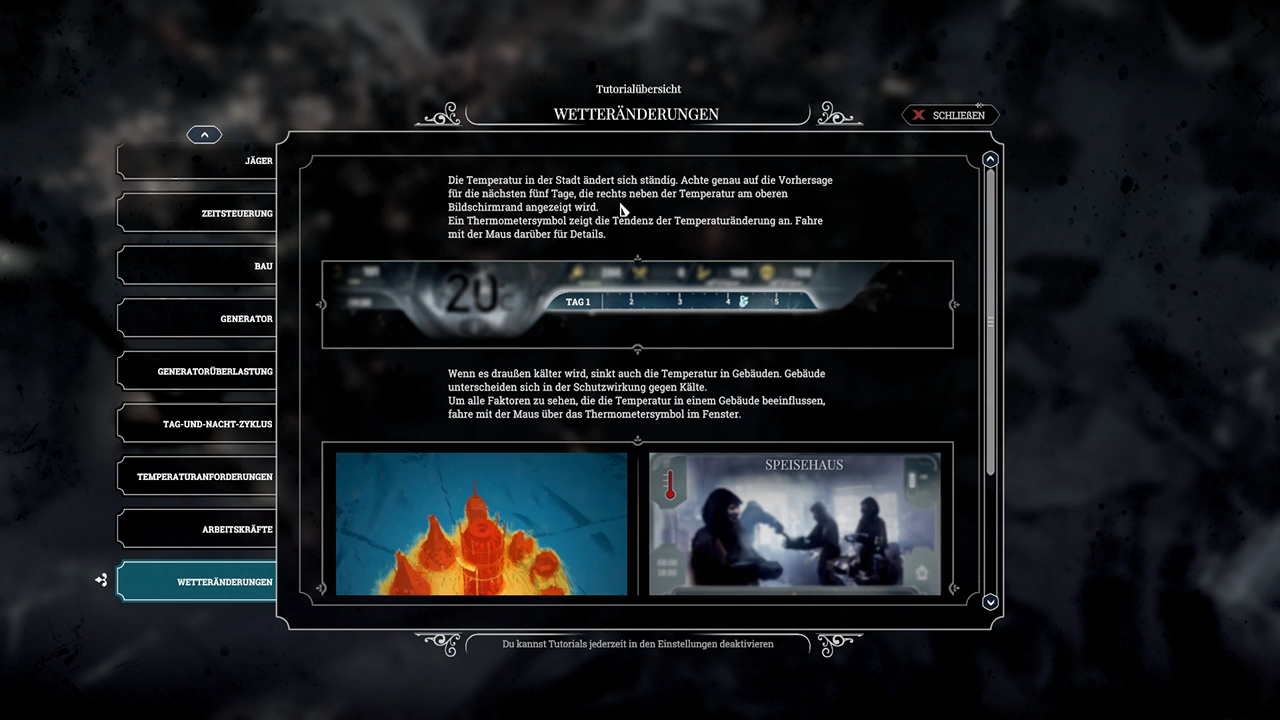 Tutorialübersicht
WETTERÄNDERUNGEN
SCHLIEẞEN
JÄGER
ZEITSTEUERUNG
BAU
GENERATOR
GENERATORÜBERLASTUNG
TAG-UND-NACHT-ZYKLUS
TEMPERATURANFORDERUNGEN
ARBEITSKRÄFTE
WETTERÄNDERUNGEN
Die Temperatur in der Stadt ändert sich ständig. Achte genau auf die Vorhersage
für die nächsten fünf Tage, die rechts neben der Temperatur am oberen
Bildschirmrand angezeigt wird.
Ein Thermometersymbol zeigt die Tendenz der Temperaturänderung an. Fahre
mit der Maus darüber für Details.
20
TAG 1 2 3 4 5
Wenn es draußen kälter wird, sinkt auch die Temperatur in Gebäuden. Gebäude
unterscheiden sich in der Schutzwirkung gegen Kälte.
Um alle Faktoren zu sehen, die die Temperatur in einem Gebäude beeinflussen,
fahre mit der Maus über das Thermometersymbol im Fenster.
SPEISEHAUS
Du kannst Tutorials jederzeit in den Einstellungen deaktivieren